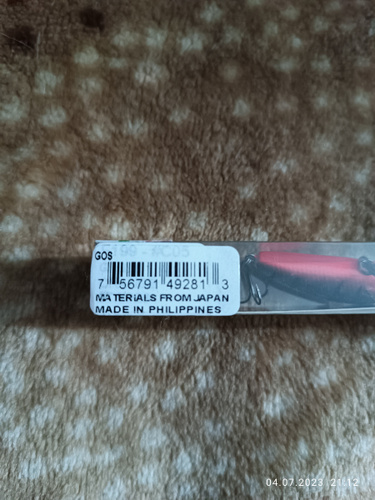 GOS
7 56791 49281 3
MATERIALS FROM JAPAN
MADE IN PHILIPPINES
04.07.2023 21:12